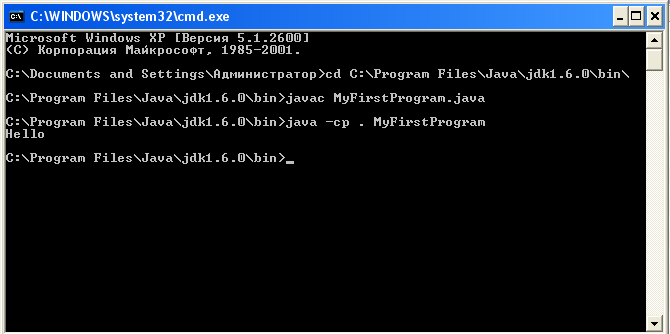 C:\WINDOWS\system32\cmd.exe
Microsoft Windows XP [Версия 5.1.2600]
(С) Корпорация Майкрософт, 1985-2001.
C:\Documents and Settings\Администратор>cd C:\Program Files\Java\jdk1.6.0\bin\
C:\Program Files\Java\jdk1.6.0\bin>javac MyFirstProgram.java
C:\Program Files\Java\jdk1.6.0\bin>java -cp . MyFirstProgram
Hello
C:\Program Files\Java\jdk1.6.0\bin>_